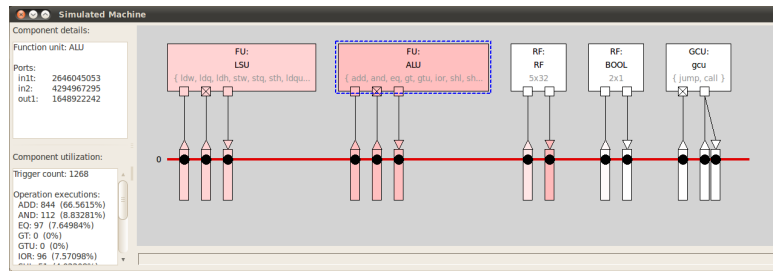 Simulated Machine
Component details:
Function unit: ALU
Ports:
in1t: 2646045053
in2: 4294967295
out1: 1648922242
Component utilization:
Trigger count: 1268
Operation executions:
ADD: 844 (66.5615%)
AND: 112 (8.83281%)
EQ: 97 (7.64984%)
GT: 0 (0%)
GTU: 0 (0%)
IOR: 96 (7.57098%)
FU:
LSU
{ ldw, ldq, ldh, stw, stq, sth, ldqu...
FU:
ALU
{ add, and, eq, gt, gtu, ior, shl, sh...
RF:
RF
5x32
RF:
BOOL
2x1
GCU:
gcu
{ jump, call }
0